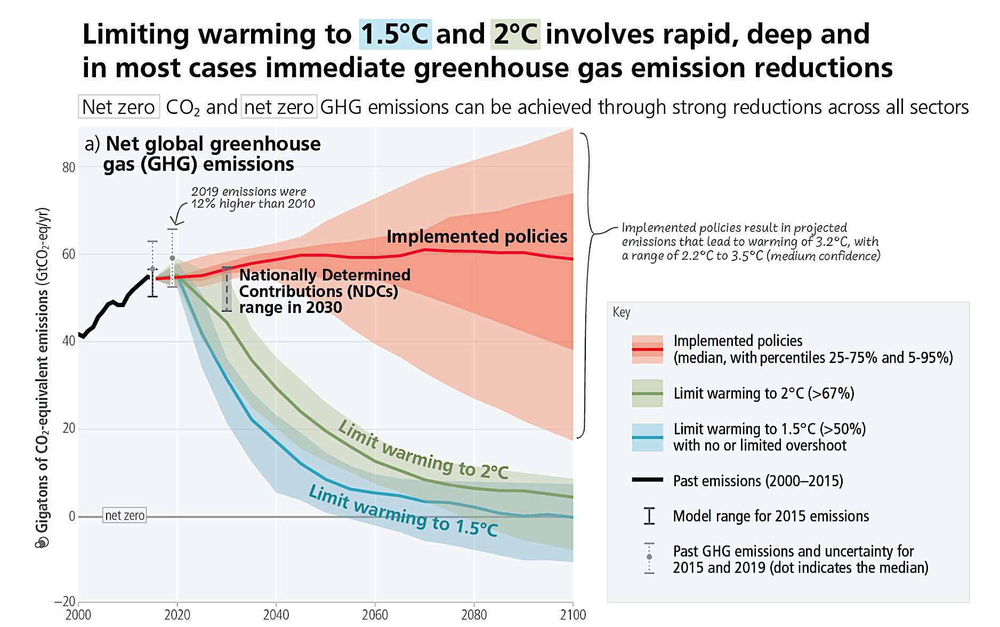 Limiting warming to 1.5°C and 2°C involves rapid, deep and
in most cases immediate greenhouse gas emission reductions
Net zero CO₂ and net zero GHG emissions can be achieved through strong reductions across all sectors
a) Net global greenhouse
gas (GHG) emissions
80
60
40
20
0
−20
Gigatons of CO₂-equivalent emissions (GtCO₂-eq/yr)
2019 emissions were
12% higher than 2010
Implemented policies
Nationally Determined
Contributions (NDCs)
range in 2030
Limit warming to 2°C
Limit warming to 1.5°C
net zero
2000 2020 2040 2060 2080 2100
Implemented policies result in projected
emissions that lead to warming of 3.2°C, with
a range of 2.2°C to 3.5°C (medium confidence)
Key
Implemented policies
(median, with percentiles 25-75% and 5-95%)
Limit warming to 2°C (>67%)
Limit warming to 1.5°C (>50%)
with no or limited overshoot
Past emissions (2000–2015)
Model range for 2015 emissions
Past GHG emissions and uncertainty for
2015 and 2019 (dot indicates the median)